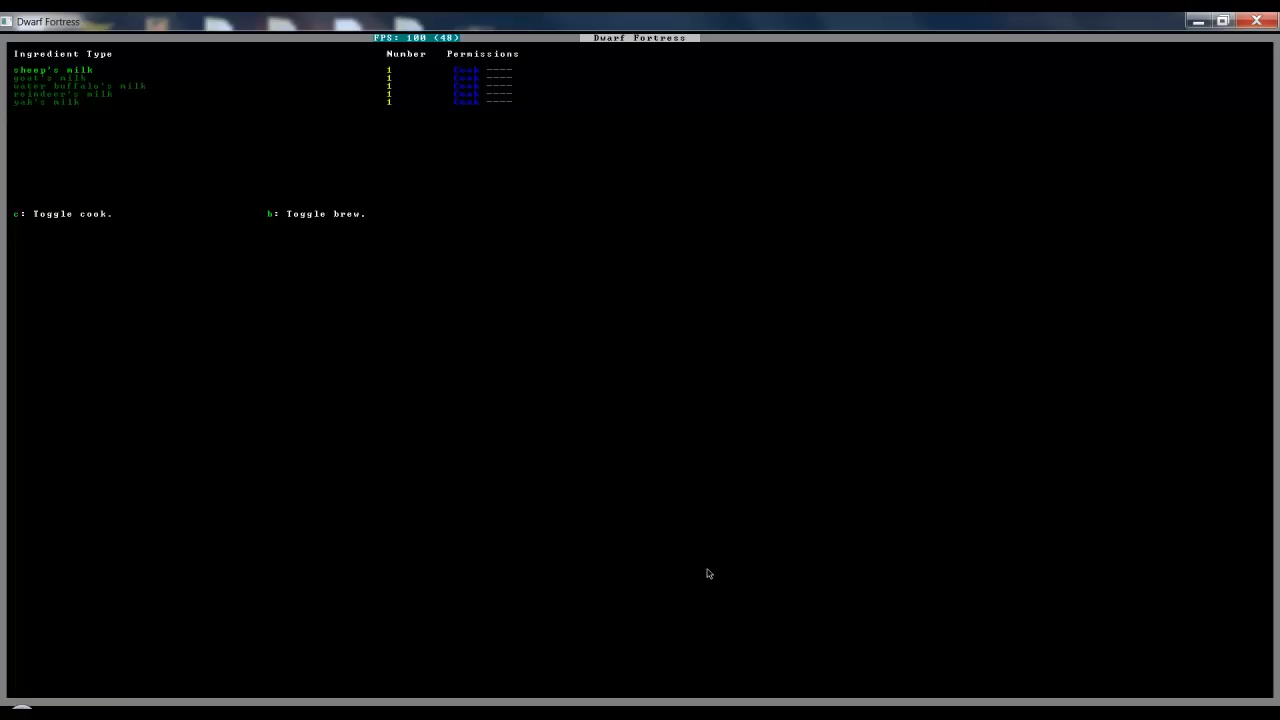 Dwarf Fortress
FPS: 100 (48) Dwarf Fortress
Ingredient Type Number Permissions
sheep's milk 1 Cook ----
goat's milk 1 Cook ----
water buffalo's milk 1 Cook ----
reindeer's milk 1 Cook ----
yak's milk 1 Cook ----
c: Toggle cook. b: Toggle brew.